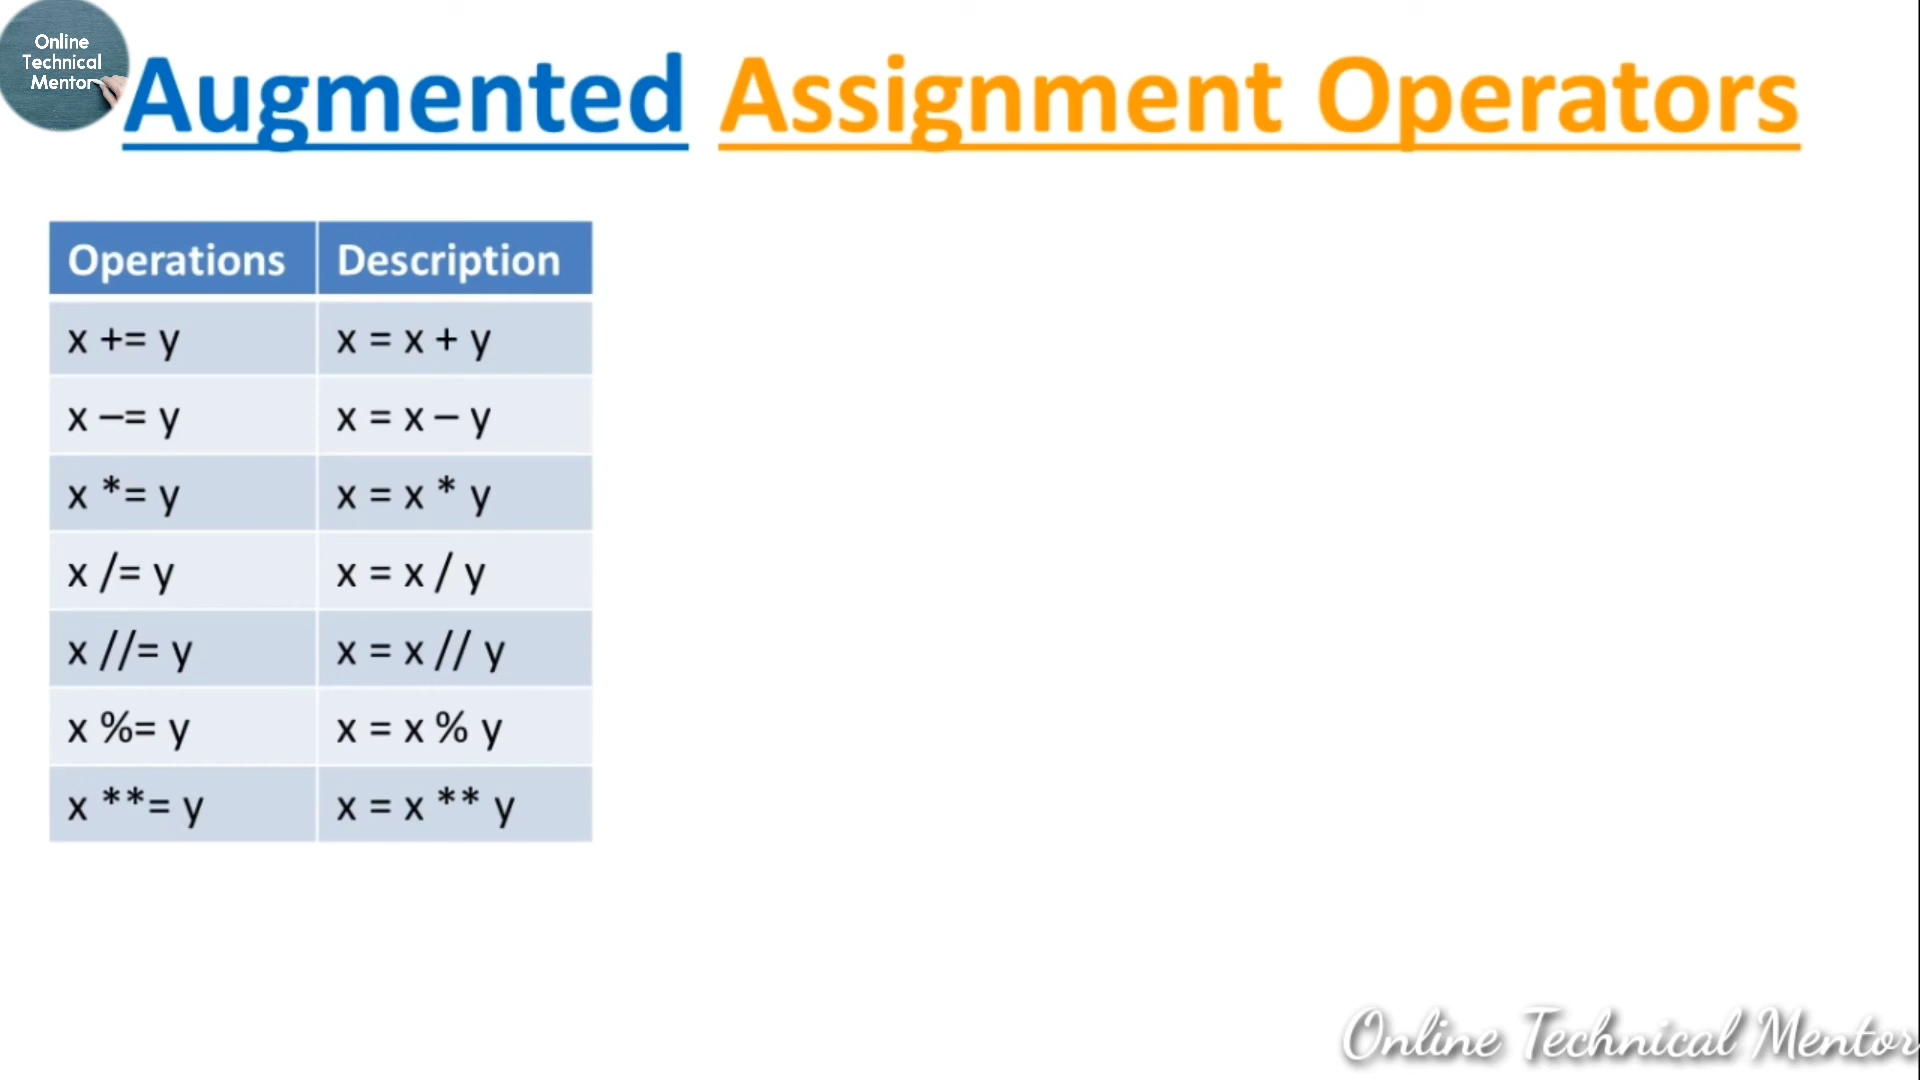 Online
Technical
Mentor
Augmented Assignment Operators
Operations Description
x += y x = x + y
x –= y x = x – y
x *= y x = x * y
x /= y x = x / y
x //= y x = x // y
x %= y x = x % y
x **= y x = x ** y
Online Technical Mentor